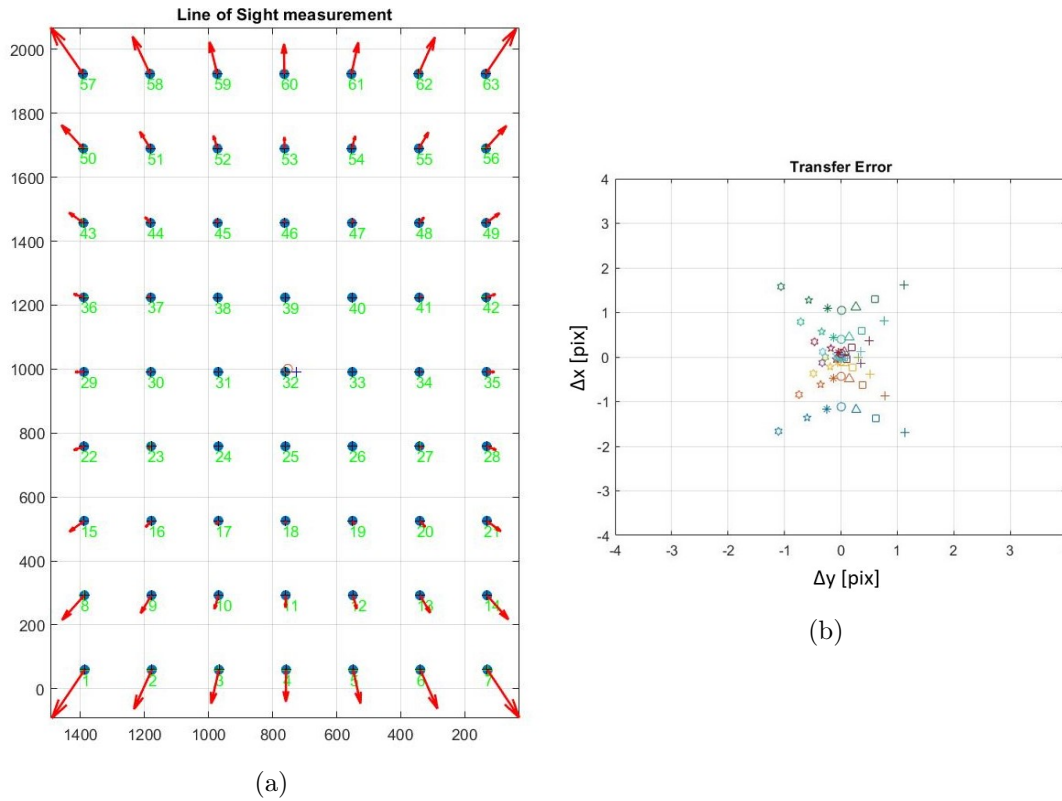 Line of Sight measurement
2000
1800
1600
1400
1200
1000
800
600
400
200
0
57 58 59 60 61 62 63
50 51 52 53 54 55 56
43 44 45 46 47 48 49
36 37 38 39 40 41 42
29 30 31 32 33 34 35
22 23 24 25 26 27 28
15 16 17 18 19 20 21
8 9 10 11 12 13 14
1 2 3 4 5 6 7
1400 1200 1000 800 600 400 200
(a)
Transfer Error
4
3
2
1
0
-1
-2
-3
-4
Δx [pix]
-4 -3 -2 -1 0 1 2 3
Δy [pix]
(b)